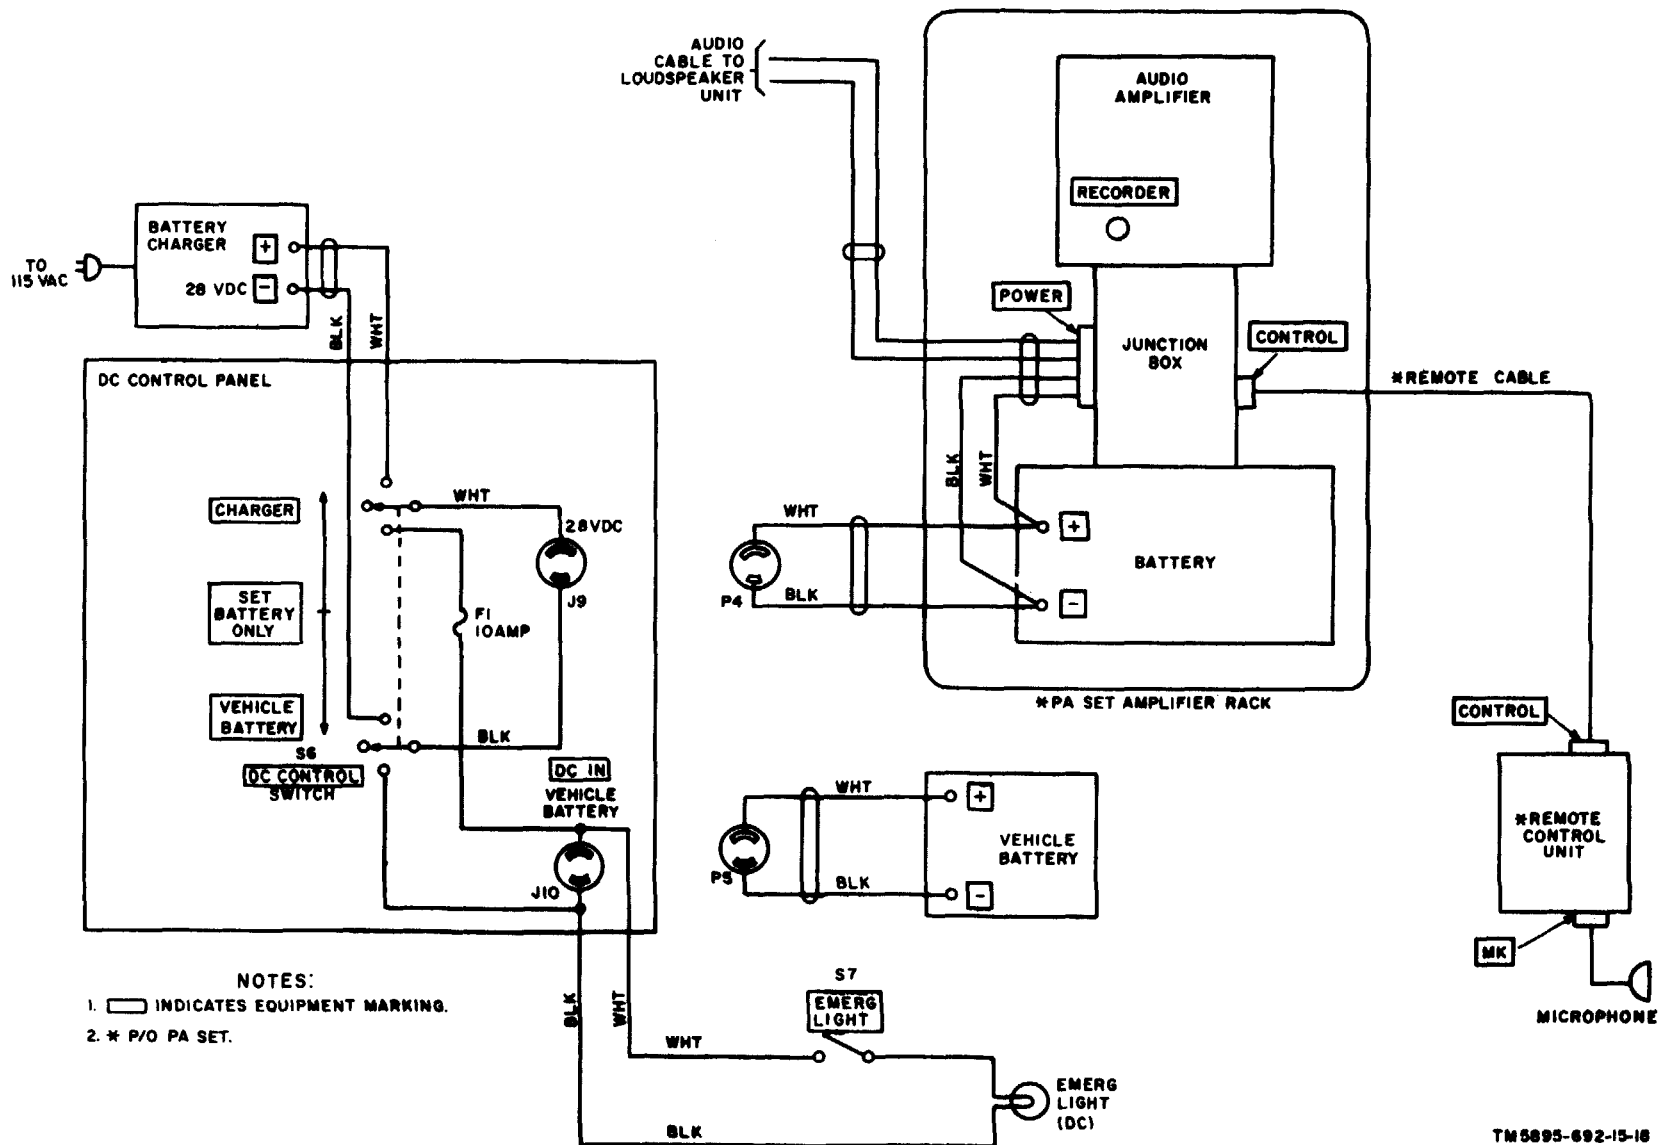 AUDIO
CABLE TO
LOUDSPEAKER
UNIT
AUDIO
AMPLIFIER
RECORDER
BATTERY
CHARGER
+
28 VDC
-
TO
115 VAC
BLK
WHT
POWER
JUNCTION
BOX
CONTROL
*REMOTE CABLE
DC CONTROL PANEL
BLK
WHT
CHARGER
WHT
28VDC
J9
SET
BATTERY
ONLY
F1
10AMP
VEHICLE
BATTERY
S6
DC CONTROL
SWITCH
BLK
DC IN
VEHICLE
BATTERY
J10
WHT
P4
BLK
+
BATTERY
-
*PA SET AMPLIFIER RACK
WHT
P5
BLK
+
VEHICLE
BATTERY
-
CONTROL
*REMOTE
CONTROL
UNIT
MK
MICROPHONE
NOTES:
1. INDICATES EQUIPMENT MARKING.
2. * P/O PA SET.
BLK
WHT
WHT
S7
EMERG
LIGHT
EMERG
LIGHT
(DC)
BLK
TM5895-692-15-16